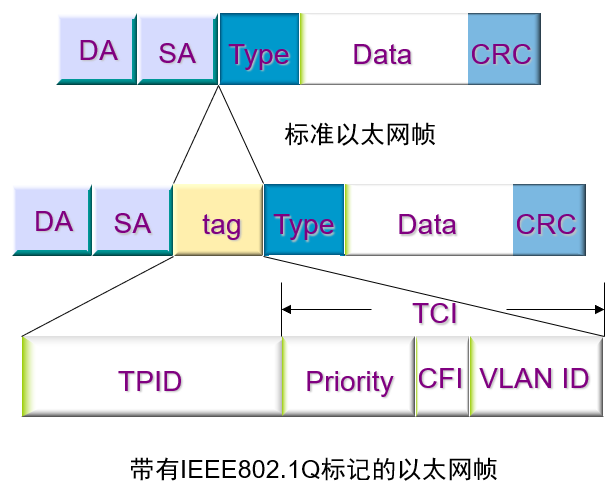 DA SA Type Data CRC
标准以太网帧
DA SA tag Type Data CRC
TCI
TPID Priority CFI VLAN ID
带有IEEE802.1Q标记的以太网帧